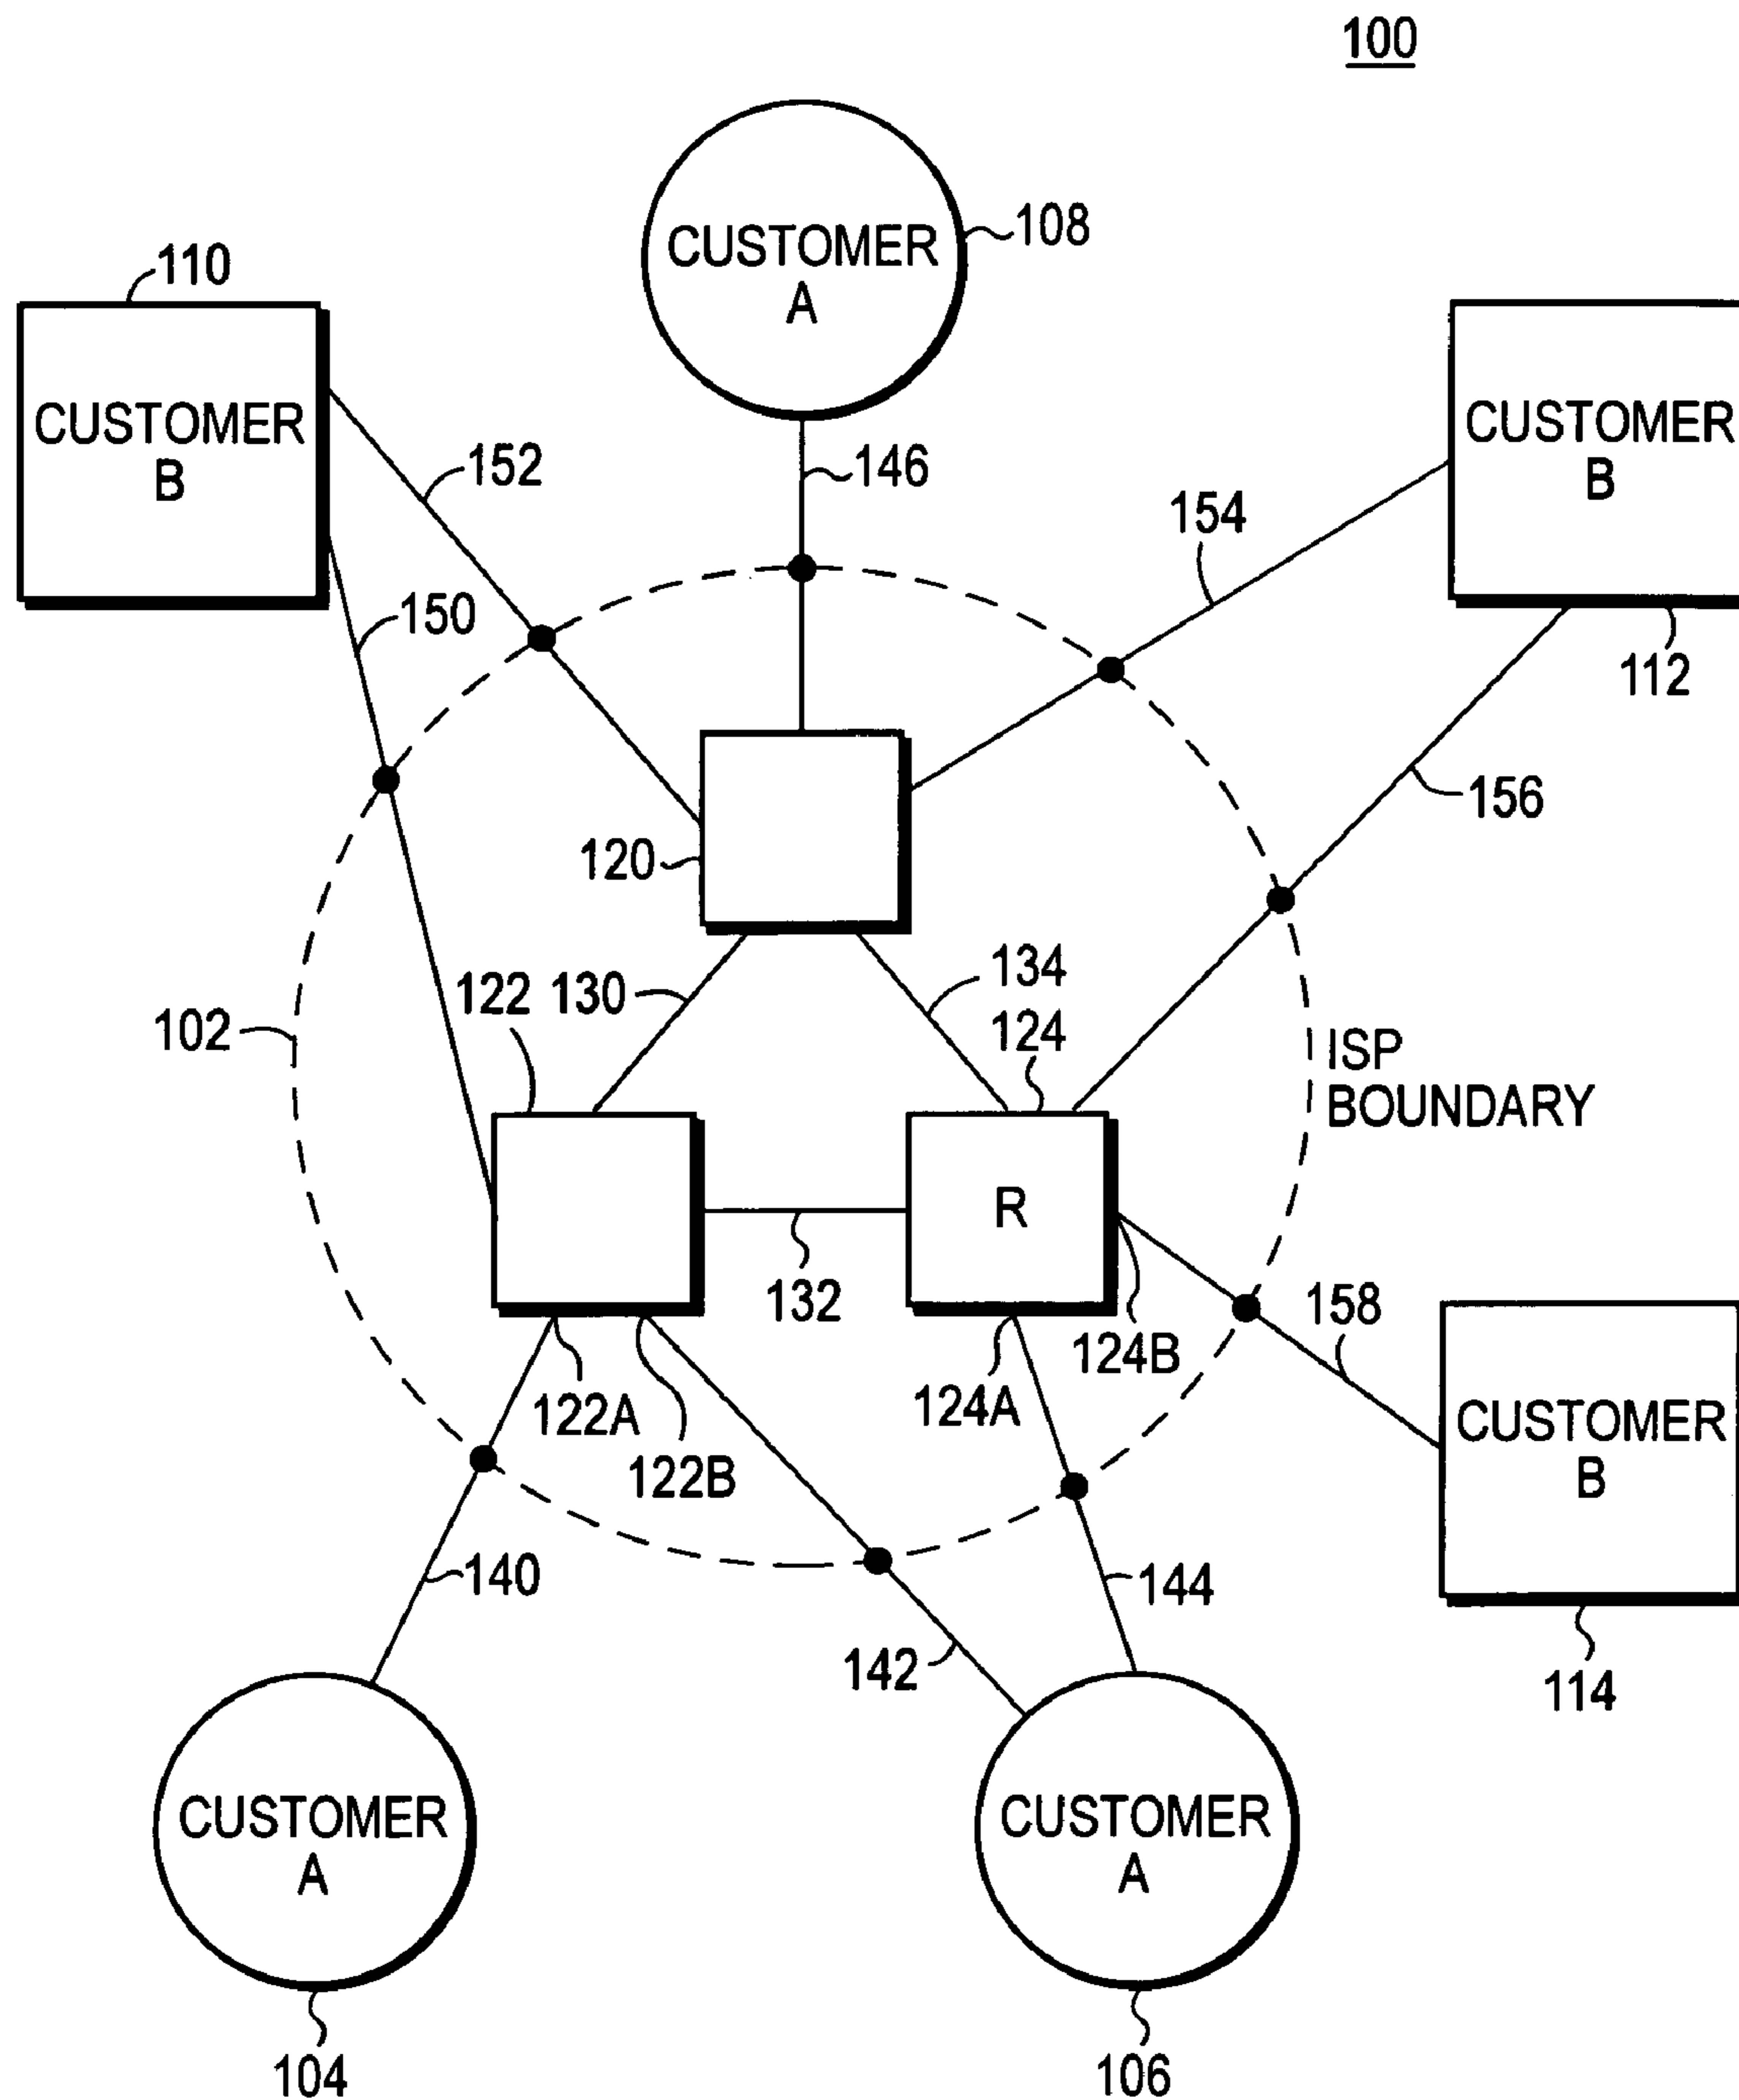 100
CUSTOMER
A
108
110
CUSTOMER
B
152
146
CUSTOMER
B
154
150
112
156
120
122
130
134
124
102
ISP
BOUNDARY
R
132
158
124B
122A
124A
122B
CUSTOMER
B
140
144
142
114
CUSTOMER
A
CUSTOMER
A
104
106